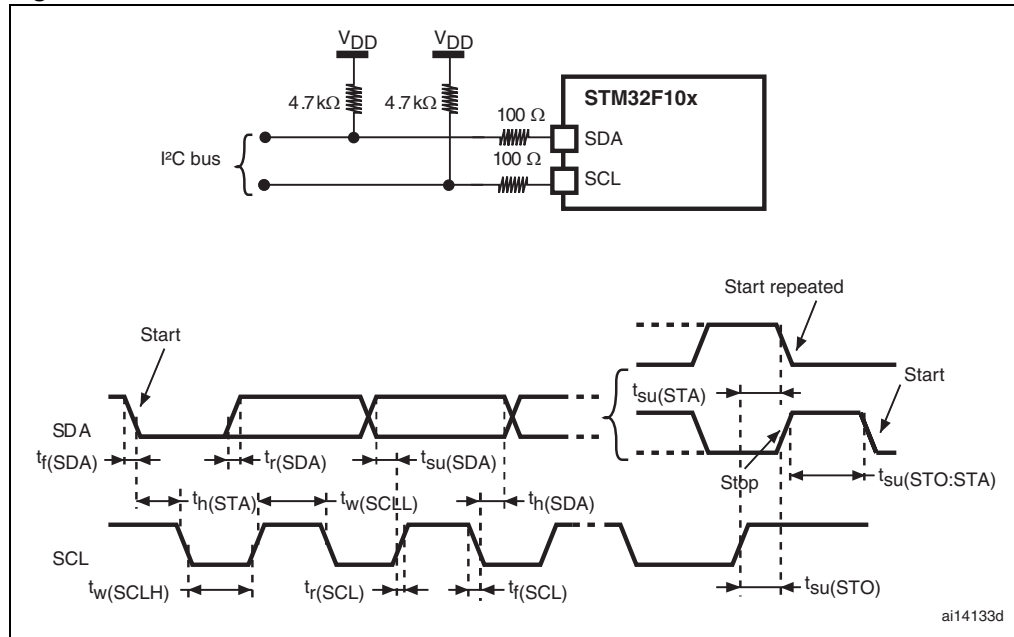 VDD VDD
4.7kΩ 4.7kΩ
STM32F10x
100 Ω
SDA
I²C bus
100 Ω
SCL
Start repeated
Start
Start
tsu(STA)
SDA
tf(SDA) tr(SDA) tsu(SDA)
Stop
tsu(STO:STA)
th(STA) tw(SCLL) th(SDA)
SCL
tw(SCLH) tr(SCL) tf(SCL) tsu(STO)
ai14133d